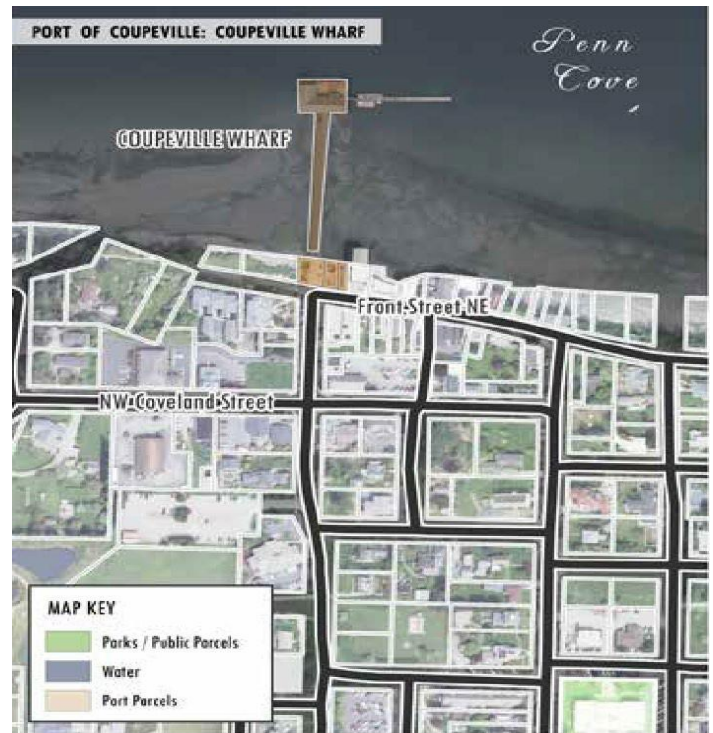 PORT OF COUPEVILLE: COUPEVILLE WHARF
Penn
Cove
COUPEVILLE WHARF
Front Street NE
NW Coveland Street
MAP KEY
Parks / Public Parcels
Water
Port Parcels